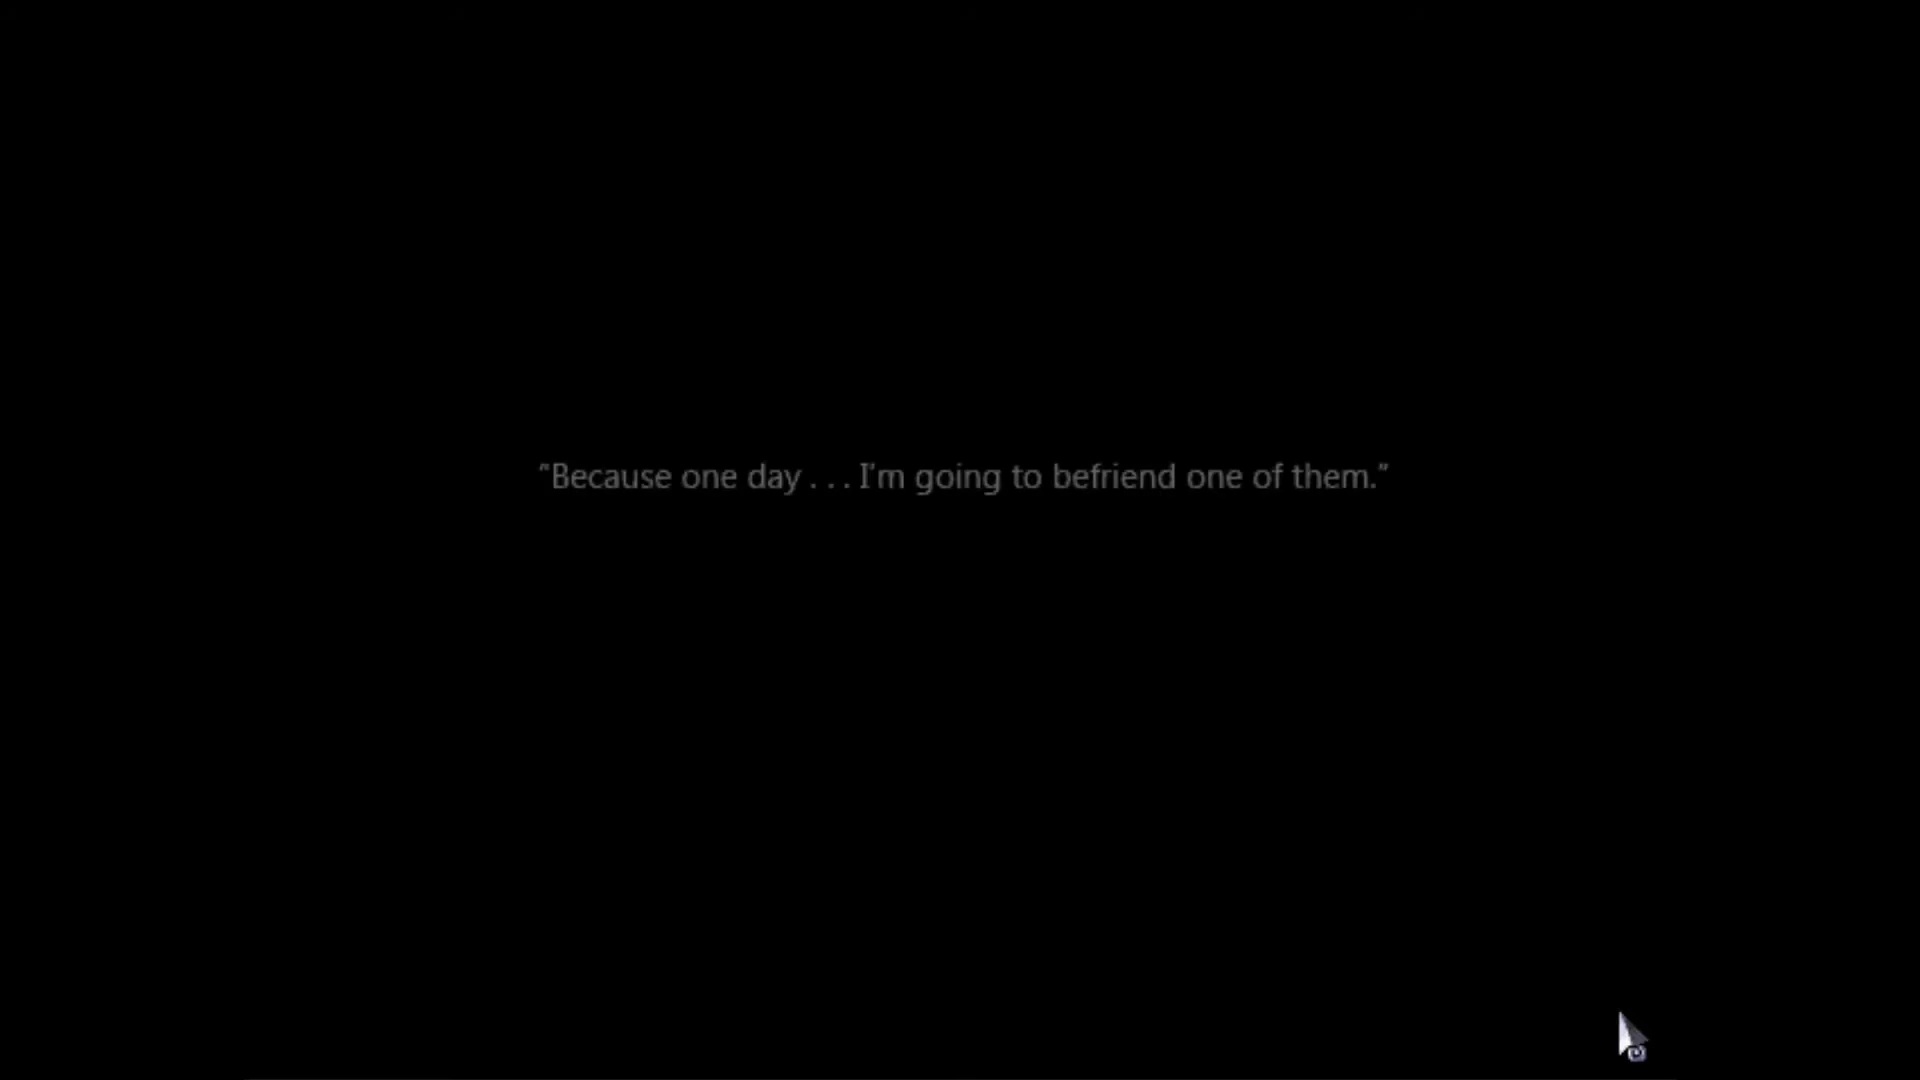 “Because one day . . . I'm going to befriend one of them.”